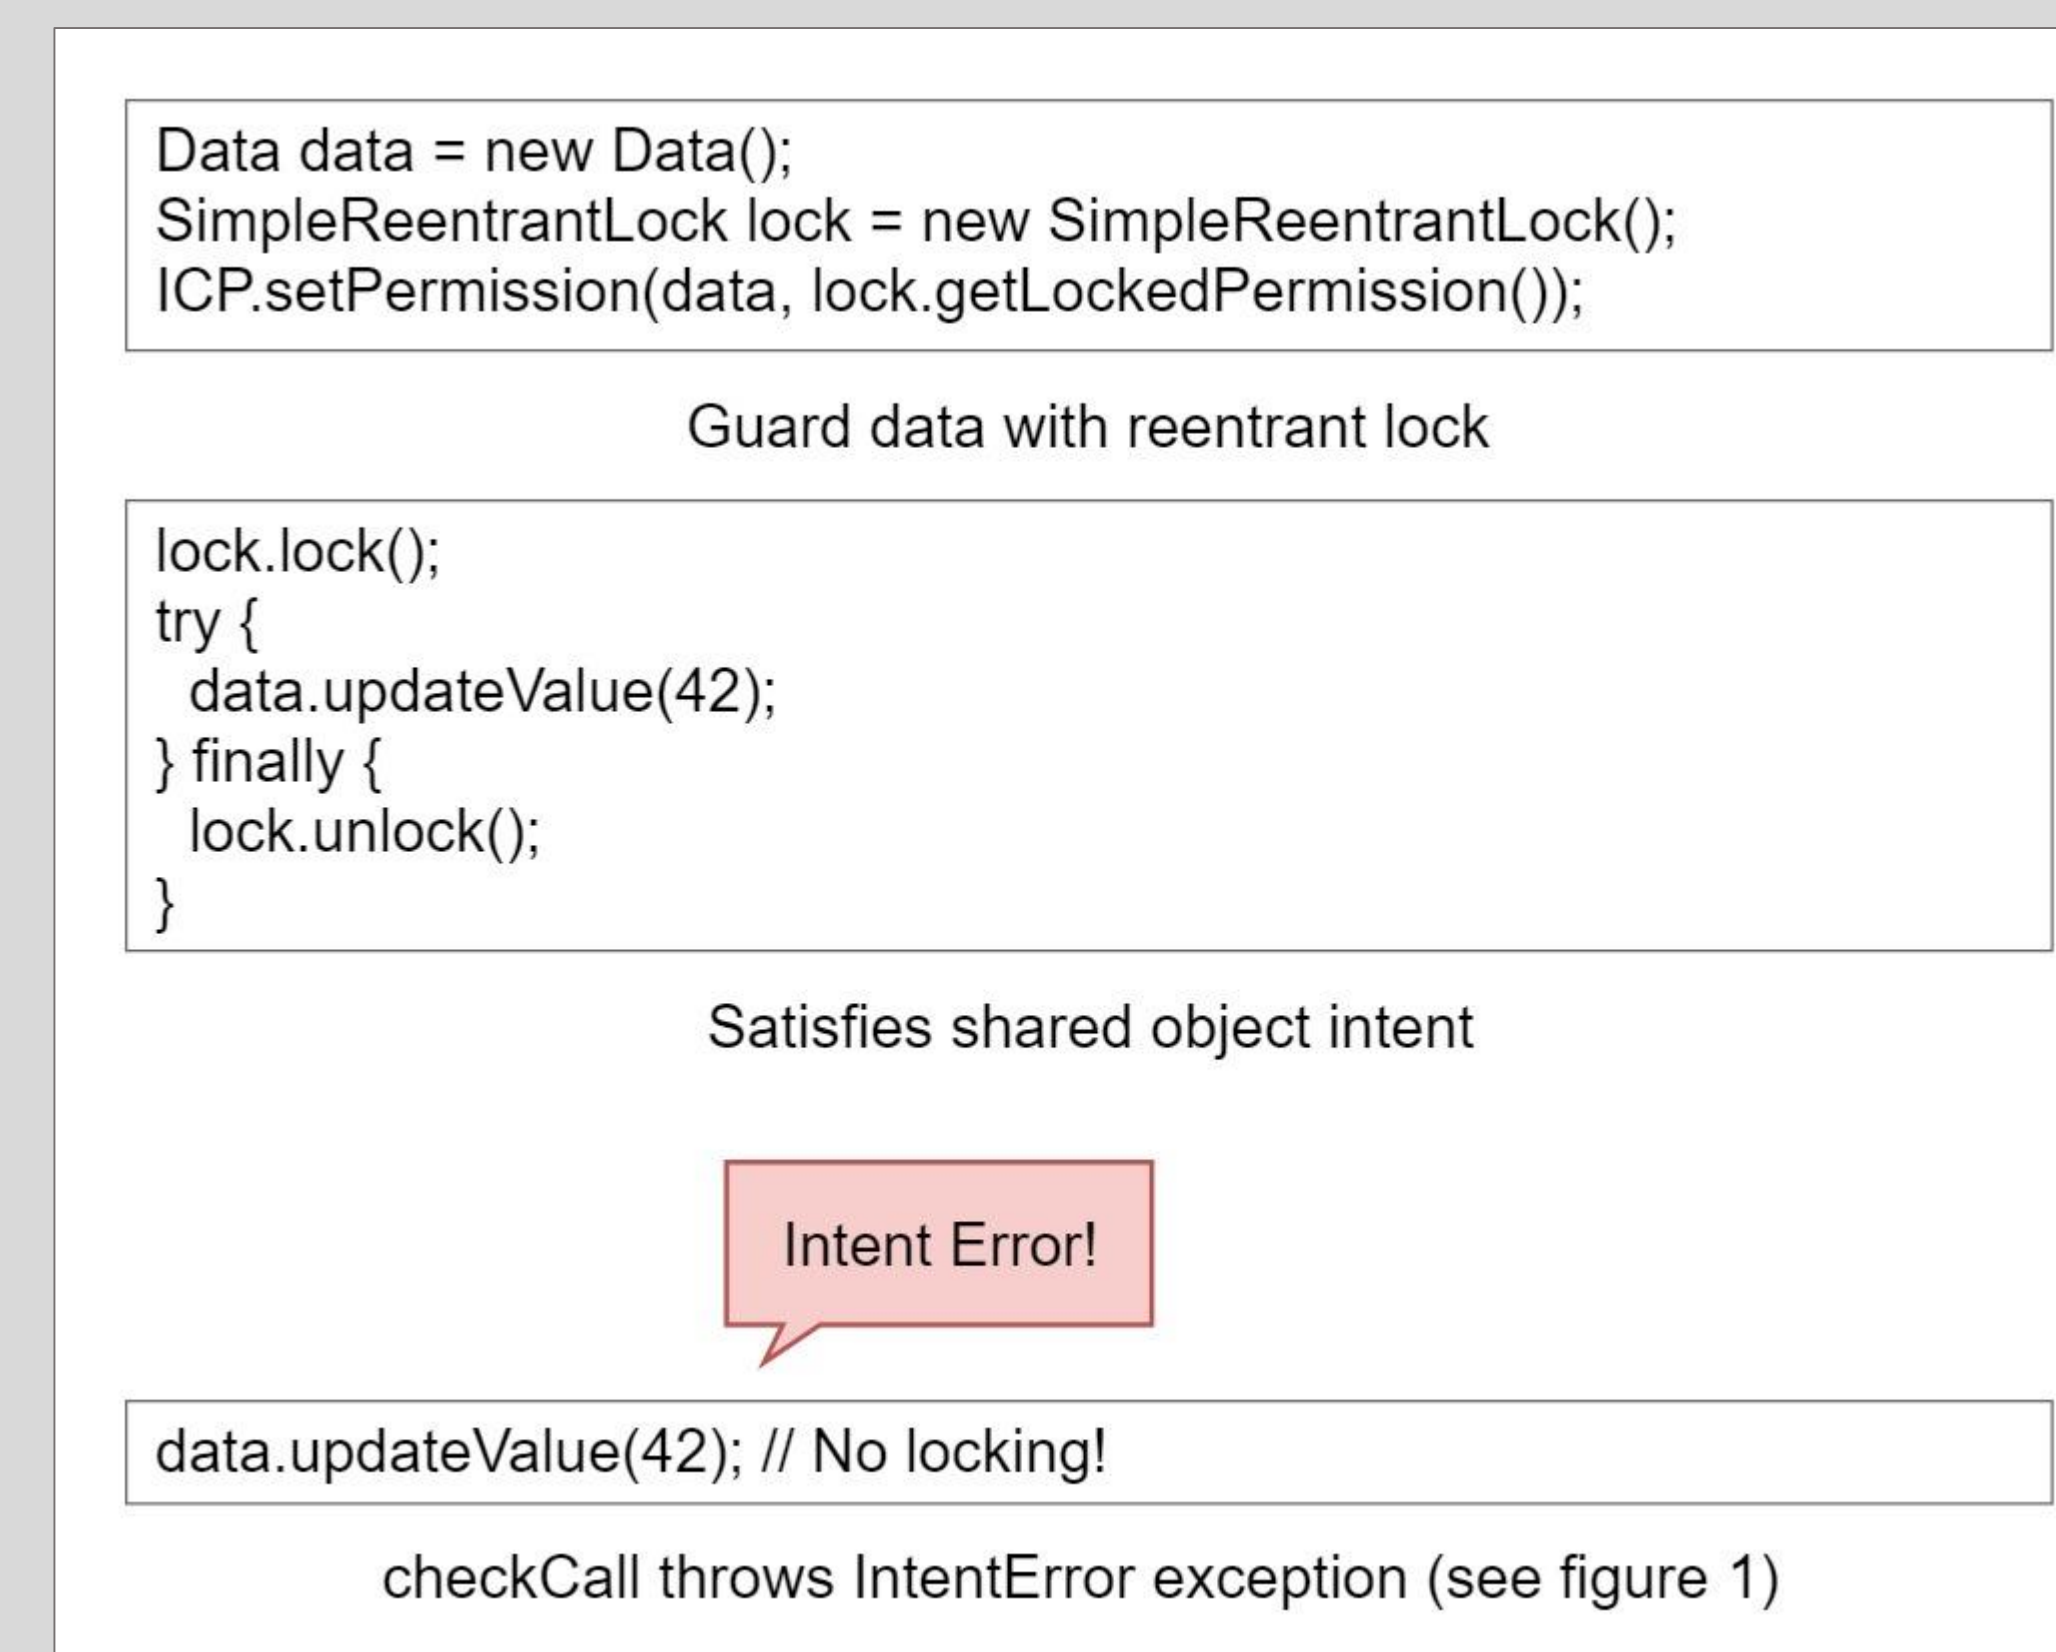 Data data = new Data();
SimpleReentrantLock lock = new SimpleReentrantLock();
ICP.setPermission(data, lock.getLockedPermission());
Guard data with reentrant lock
lock.lock();
try {
data.updateValue(42);
} finally {
lock.unlock();
}
Satisfies shared object intent
Intent Error!
data.updateValue(42); // No locking!
checkCall throws IntentError exception (see figure 1)